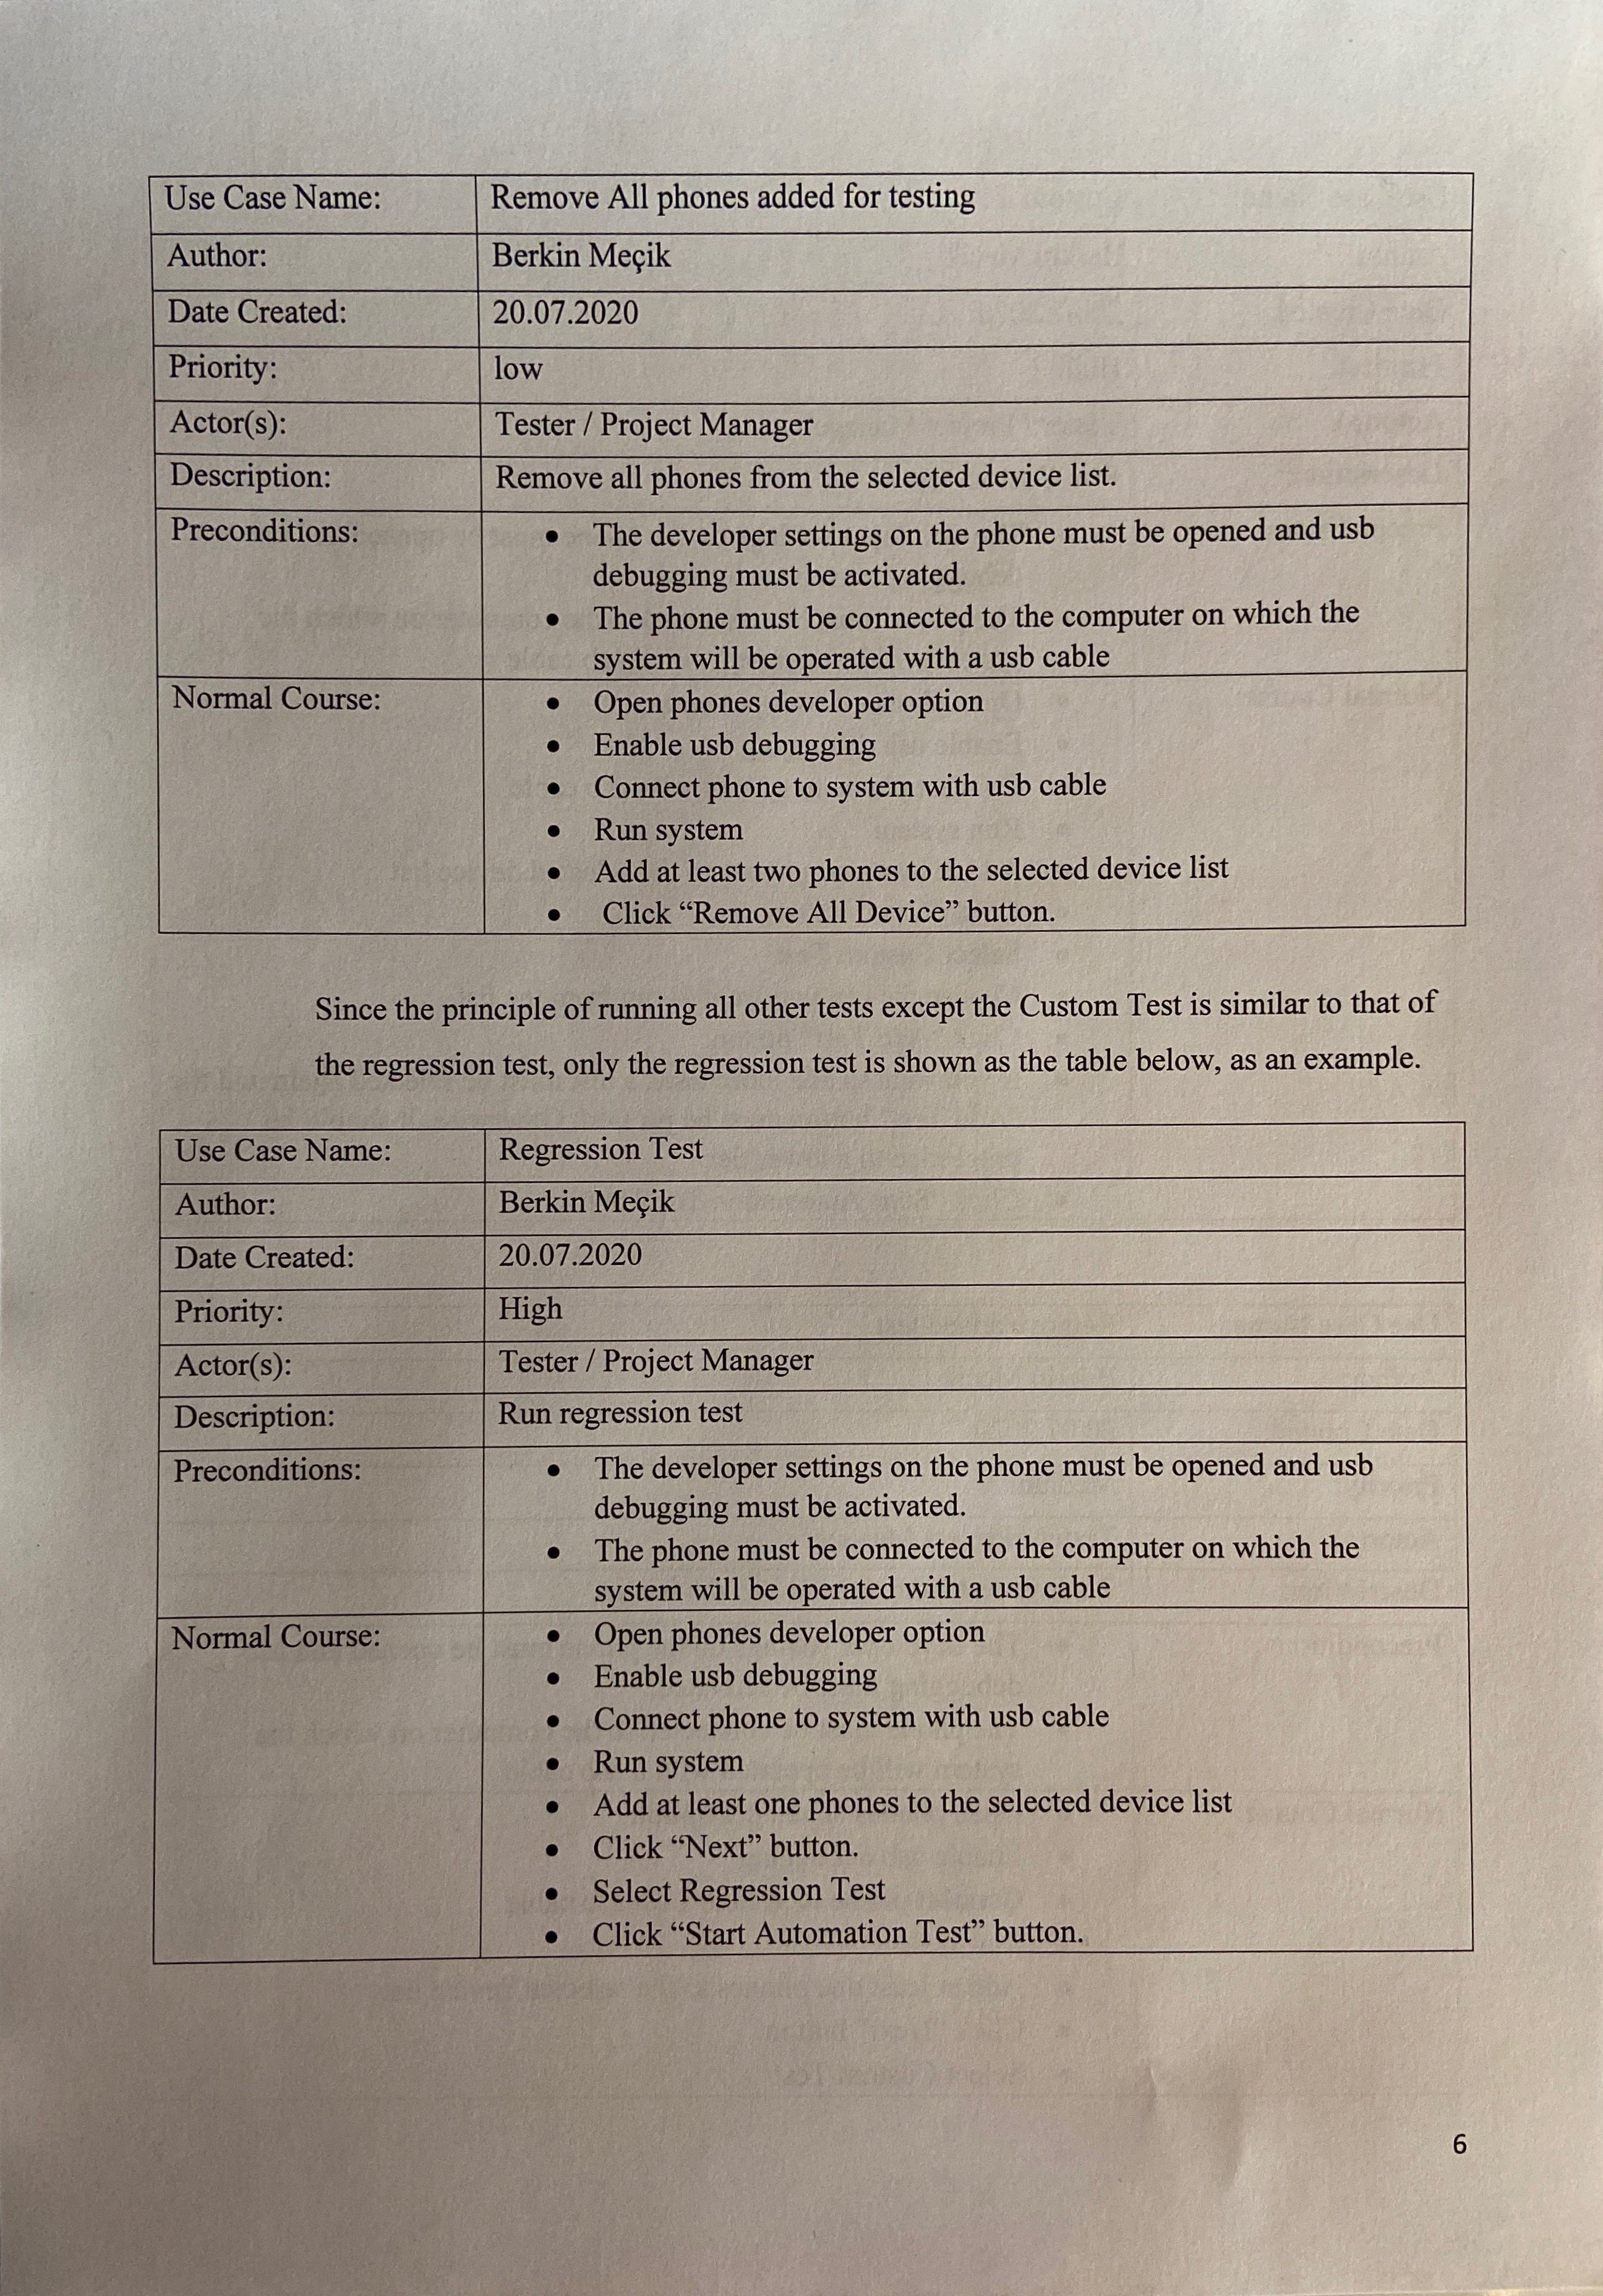 Use Case Name: Remove All phones added for testing
Author: Berkin Meçik
Date Created: 20.07.2020
Priority: low
Actor(s): Tester / Project Manager
Description: Remove all phones from the selected device list.
Preconditions: • The developer settings on the phone must be opened and usb
debugging must be activated.
• The phone must be connected to the computer on which the
system will be operated with a usb cable
Normal Course: • Open phones developer option
• Enable usb debugging
• Connect phone to system with usb cable
• Run system
• Add at least two phones to the selected device list
• Click “Remove All Device” button.
Since the principle of running all other tests except the Custom Test is similar to that of
the regression test, only the regression test is shown as the table below, as an example.
Use Case Name: Regression Test
Author: Berkin Meçik
Date Created: 20.07.2020
Priority: High
Actor(s): Tester / Project Manager
Description: Run regression test
Preconditions: • The developer settings on the phone must be opened and usb
debugging must be activated.
• The phone must be connected to the computer on which the
system will be operated with a usb cable
Normal Course: • Open phones developer option
• Enable usb debugging
• Connect phone to system with usb cable
• Run system
• Add at least one phones to the selected device list
• Click “Next” button.
• Select Regression Test
• Click “Start Automation Test” button.
6